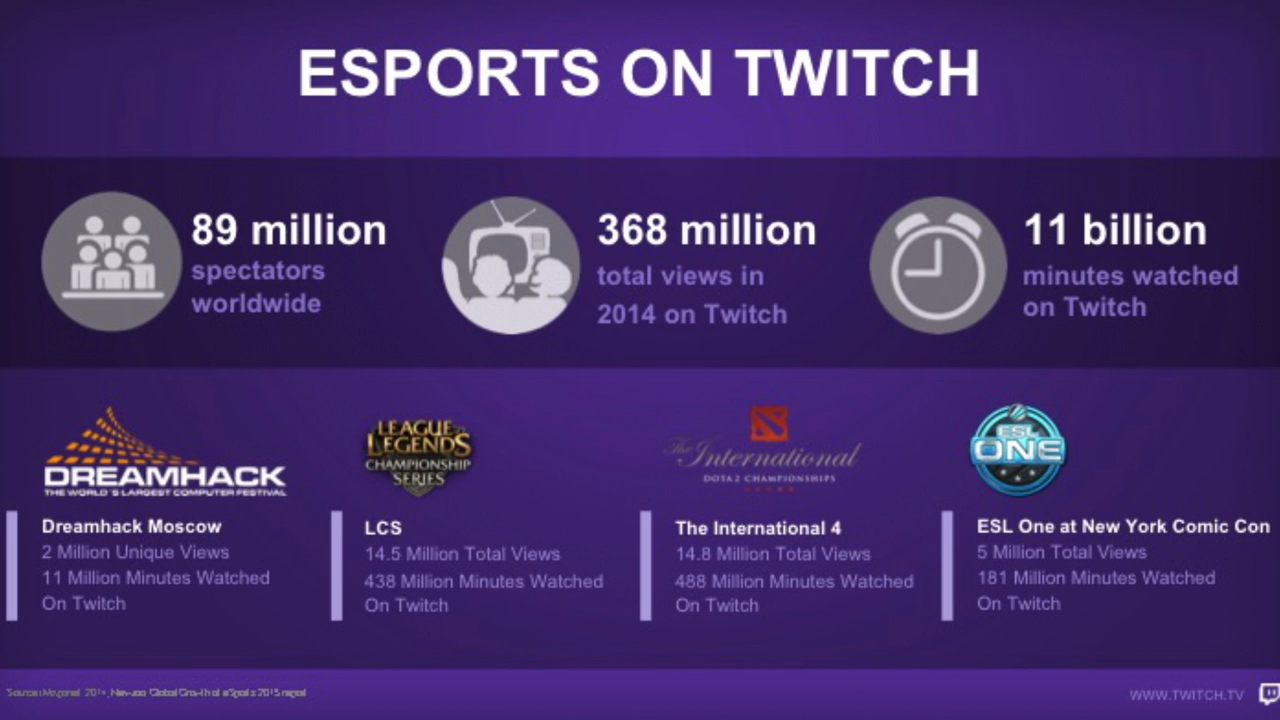 ESPORTS ON TWITCH
89 million
spectators
worldwide
368 million
total views in
2014 on Twitch
11 billion
minutes watched
on Twitch
DREAMHACK
THE WORLD'S LARGEST COMPUTER FESTIVAL
LEAGUE OF
LEGENDS
CHAMPIONSHIP
SERIES
The International
DOTA 2 CHAMPIONSHIPS
ESL
ONE
Dreamhack Moscow
2 Million Unique Views
11 Million Minutes Watched
On Twitch
LCS
14.5 Million Total Views
438 Million Minutes Watched
On Twitch
The International 4
14.8 Million Total Views
488 Million Minutes Watched
On Twitch
ESL One at New York Comic Con
5 Million Total Views
181 Million Minutes Watched
On Twitch
WWW.TWITCH.TV